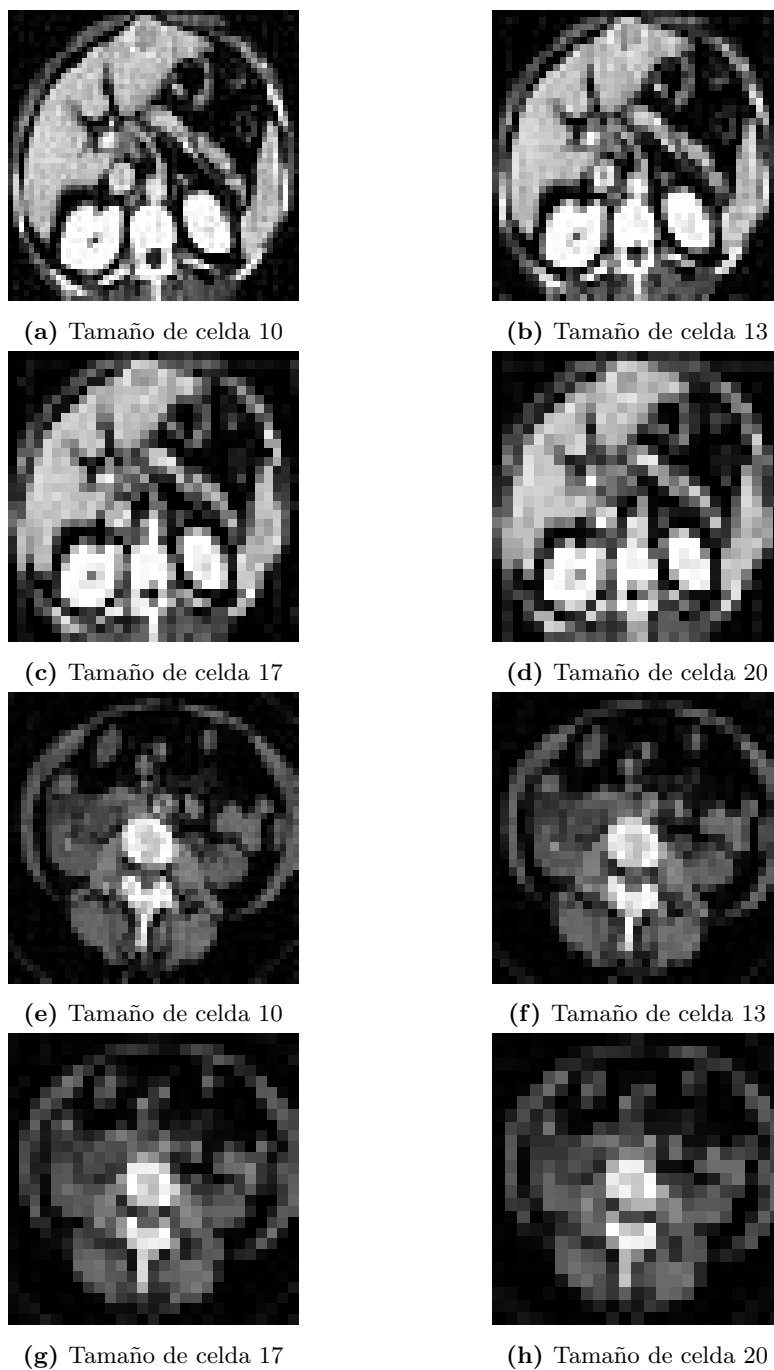 (a) Tamaño de celda 10
(b) Tamaño de celda 13
(c) Tamaño de celda 17
(d) Tamaño de celda 20
(e) Tamaño de celda 10
(f) Tamaño de celda 13
(g) Tamaño de celda 17
(h) Tamaño de celda 20